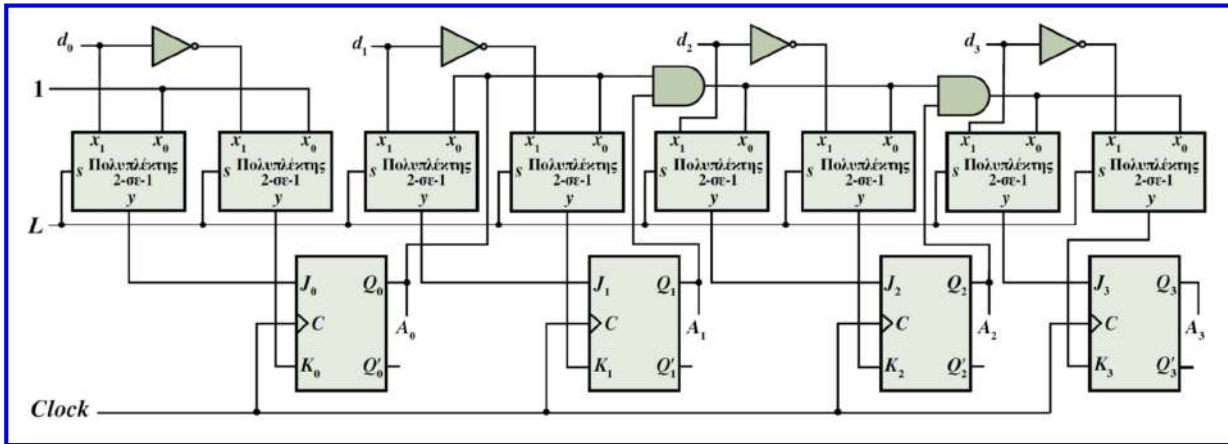 d0 d1 d2 d3
1
x1 x0 x1 x0 x1 x0 x1 x0 x1 x0 x1 x0 x1 x0 x1 x0
s Πολυπλέκτης s Πολυπλέκτης s Πολυπλέκτης s Πολυπλέκτης s Πολυπλέκτης s Πολυπλέκτης s Πολυπλέκτης Πολυπλέκτης
2-σε-1 2-σε-1 2-σε-1 2-σε-1 2-σε-1 2-σε-1 2-σε-1 2-σε-1
y y y y y y y y
L
J0 Q0 J1 Q1 J2 Q2 J3 Q3
C A0 C A1 C A2 C A3
K0 Q'0 K1 Q'1 K2 Q'2 K3 Q'3
Clock